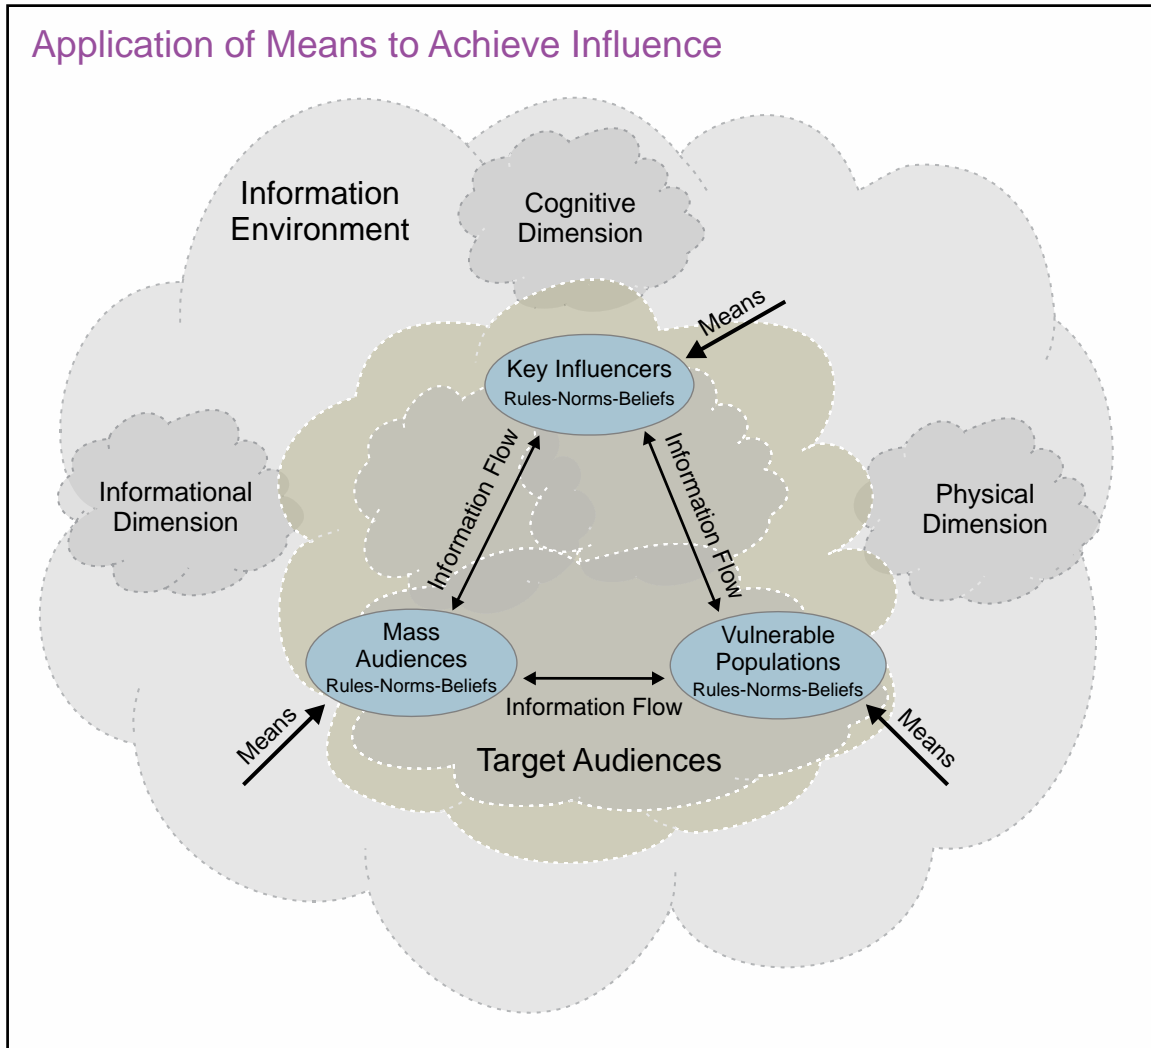 Application of Means to Achieve Influence
Information
Environment
Cognitive
Dimension
Means
Key Influencers
Rules-Norms-Beliefs
Information Flow
Information Flow
Informational
Dimension
Physical
Dimension
Mass
Audiences
Rules-Norms-Beliefs
Vulnerable
Populations
Rules-Norms-Beliefs
Information Flow
Means
Means
Target Audiences